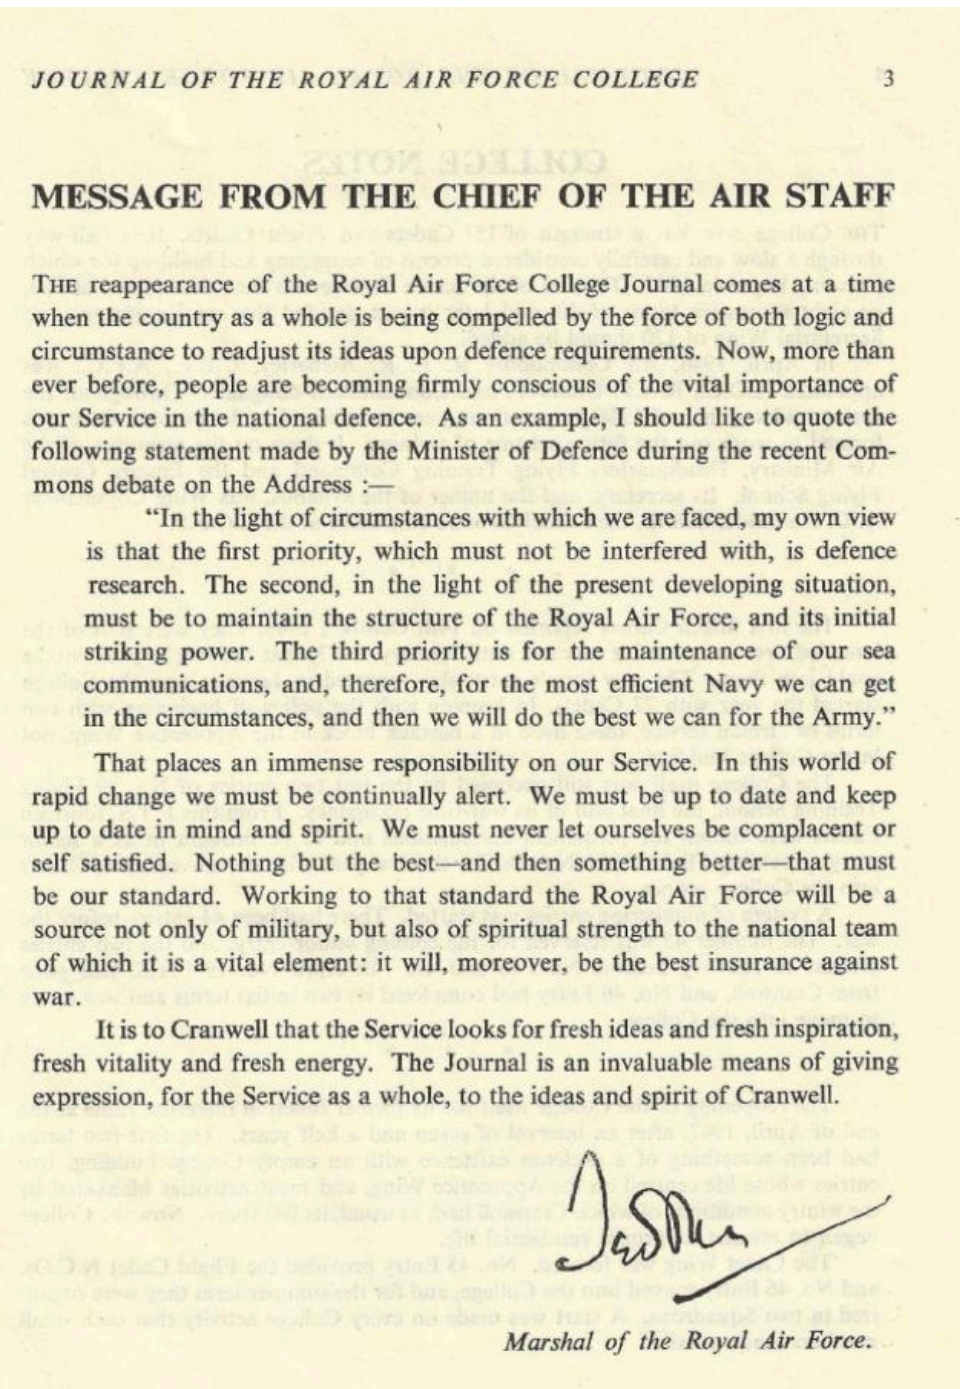 JOURNAL OF THE ROYAL AIR FORCE COLLEGE 3
MESSAGE FROM THE CHIEF OF THE AIR STAFF
THE reappearance of the Royal Air Force College Journal comes at a time
when the country as a whole is being compelled by the force of both logic and
circumstance to readjust its ideas upon defence requirements. Now, more than
ever before, people are becoming firmly conscious of the vital importance of
our Service in the national defence. As an example, I should like to quote the
following statement made by the Minister of Defence during the recent Com-
mons debate on the Address :—
"In the light of circumstances with which we are faced, my own view
is that the first priority, which must not be interfered with, is defence
research. The second, in the light of the present developing situation,
must be to maintain the structure of the Royal Air Force, and its initial
striking power. The third priority is for the maintenance of our sea
communications, and, therefore, for the most efficient Navy we can get
in the circumstances, and then we will do the best we can for the Army."
That places an immense responsibility on our Service. In this world of
rapid change we must be continually alert. We must be up to date and keep
up to date in mind and spirit. We must never let ourselves be complacent or
self satisfied. Nothing but the best—and then something better—that must
be our standard. Working to that standard the Royal Air Force will be a
source not only of military, but also of spiritual strength to the national team
of which it is a vital element: it will, moreover, be the best insurance against
war.
It is to Cranwell that the Service looks for fresh ideas and fresh inspiration,
fresh vitality and fresh energy. The Journal is an invaluable means of giving
expression, for the Service as a whole, to the ideas and spirit of Cranwell.
Marshal of the Royal Air Force.